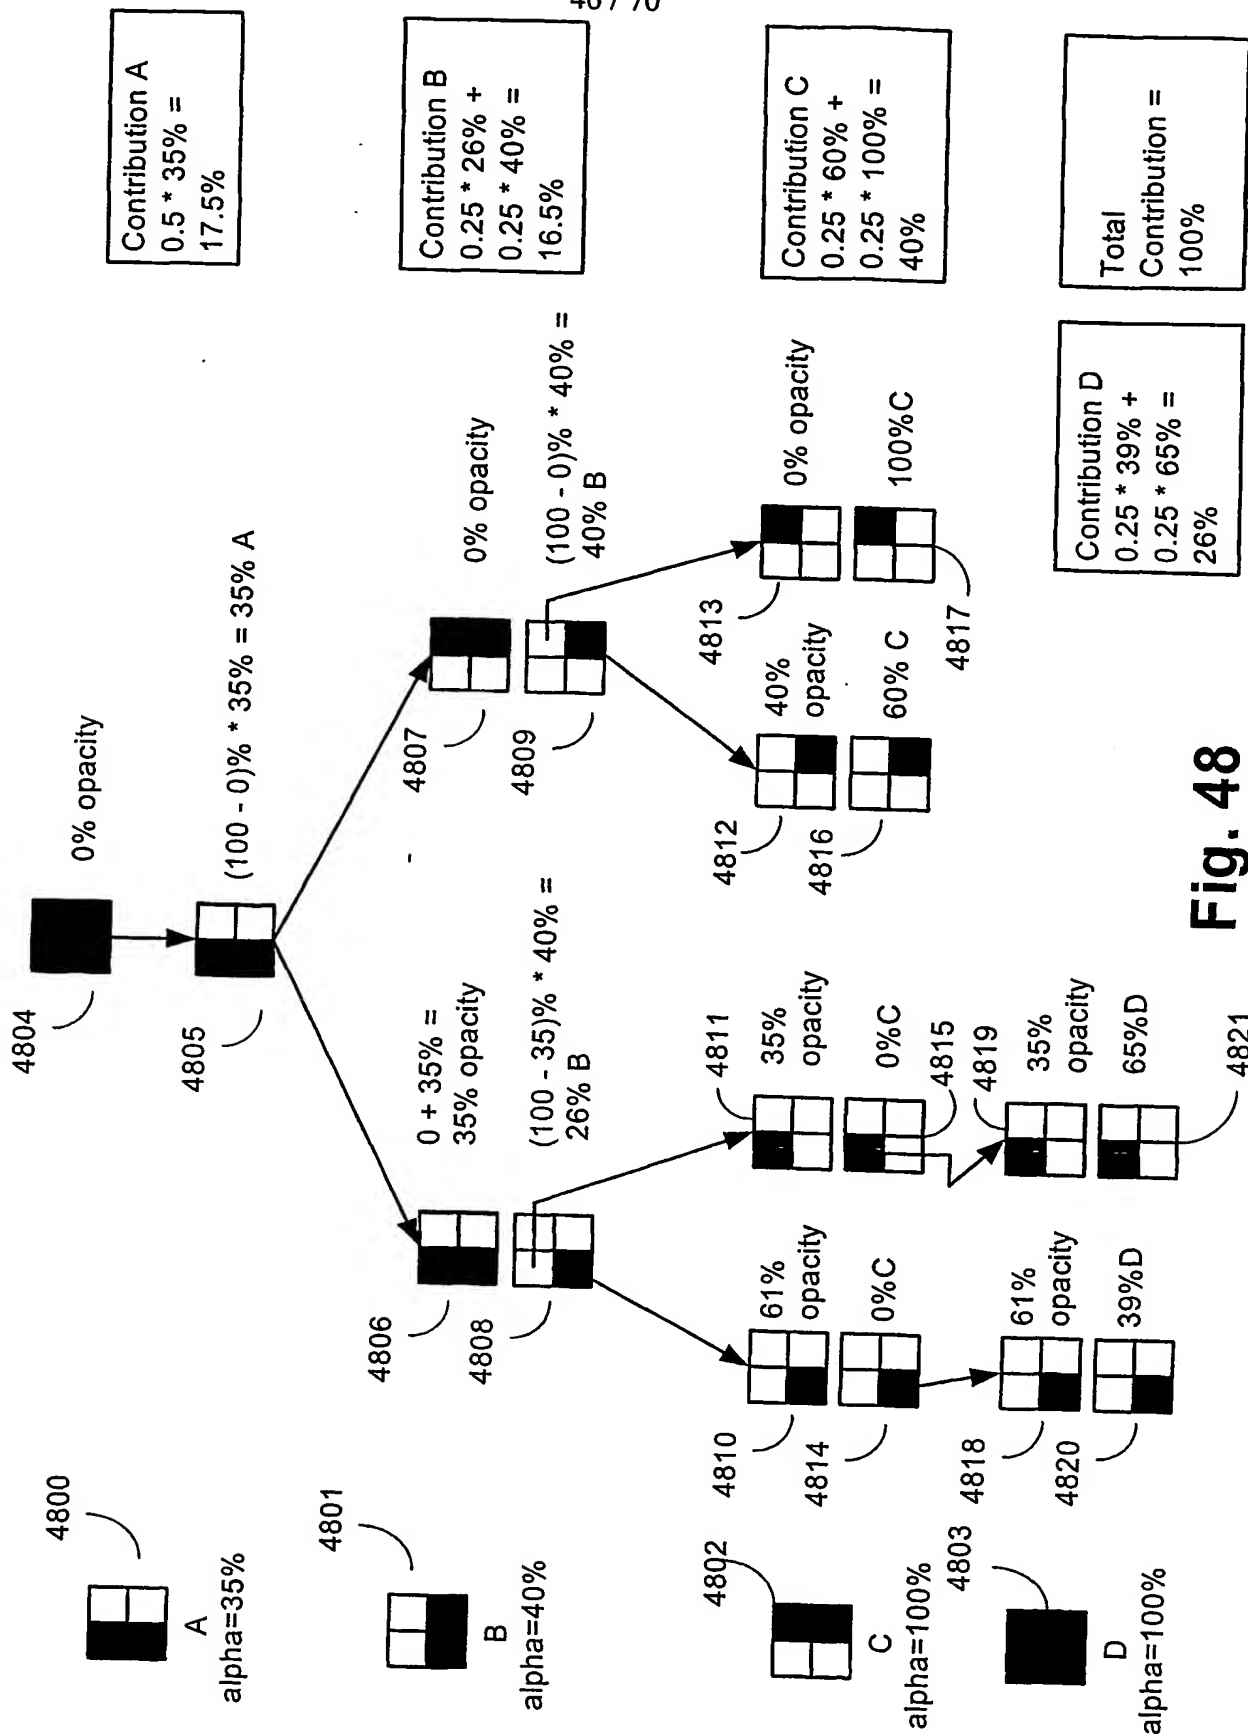 46 / 70
4800
A
alpha=35%
4801
B
alpha=40%
4802
C
alpha=100%
4803
D
alpha=100%
4804
0% opacity
4805
(100 - 0)% * 35% = 35% A
4806
0 + 35% =
35% opacity
4808
(100 - 35)% * 40% =
26% B
4807
0% opacity
4809
(100 - 0)% * 40% =
40% B
4810
61%
opacity
4814
0%C
4811
35%
opacity
0%C
4815
4812
40%
opacity
4816
60% C
4813
0% opacity
100%C
4817
4818
61%
opacity
4820
39%D
4819
35%
opacity
65%D
4821
Contribution A
0.5 * 35% =
17.5%
Contribution B
0.25 * 26% +
0.25 * 40% =
16.5%
Contribution C
0.25 * 60% +
0.25 * 100% =
40%
Contribution D
0.25 * 39% +
0.25 * 65% =
26%
Total
Contribution =
100%
Fig. 48